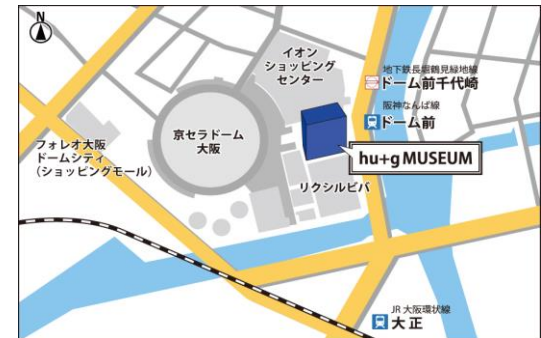 N
イオン
ショッピング
センター
地下鉄長堀鶴見緑地線
ドーム前千代崎
阪神なんば線
ドーム前
京セラドーム
大阪
フォレオ大阪
ドームシティ
(ショッピングモール)
hu+g MUSEUM
リクシルビバ
JR大阪環状線
大正